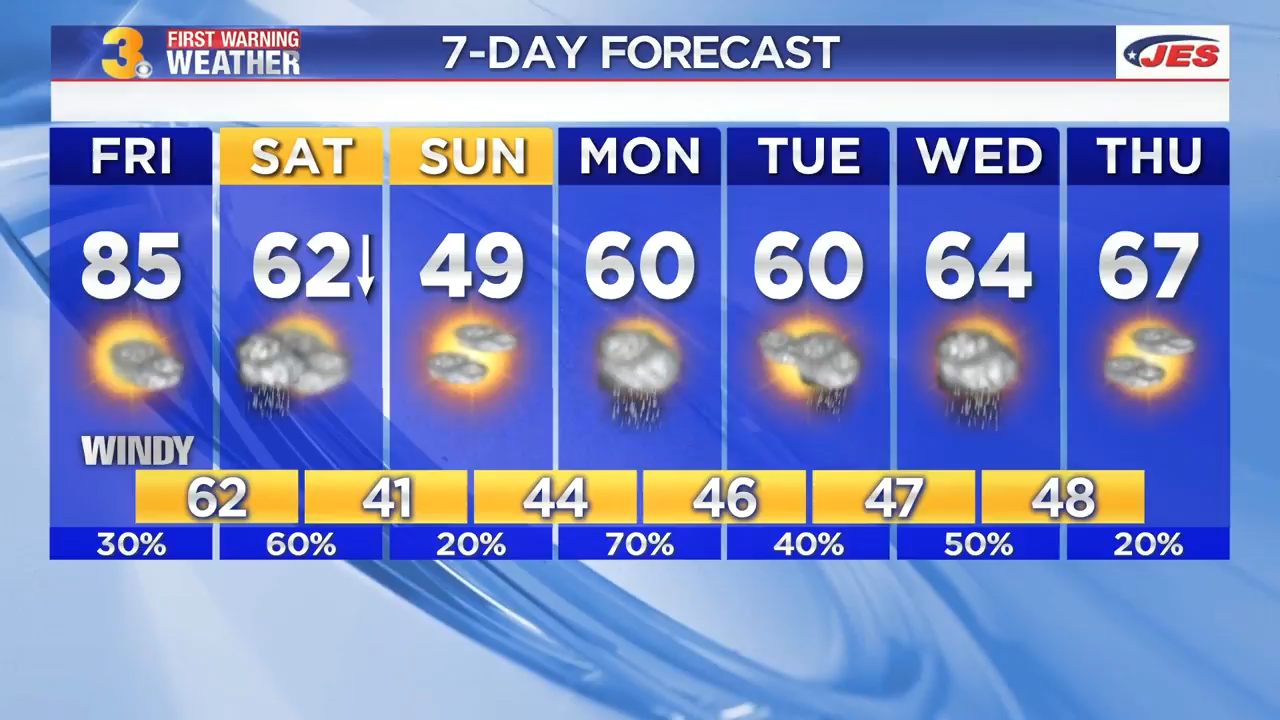 3 FIRST WARNING
WEATHER
7-DAY FORECAST
JES
FRI SAT SUN MON TUE WED THU
85 62↓ 49 60 60 64 67
WINDY
62 41 44 46 47 48
30% 60% 20% 70% 40% 50% 20%